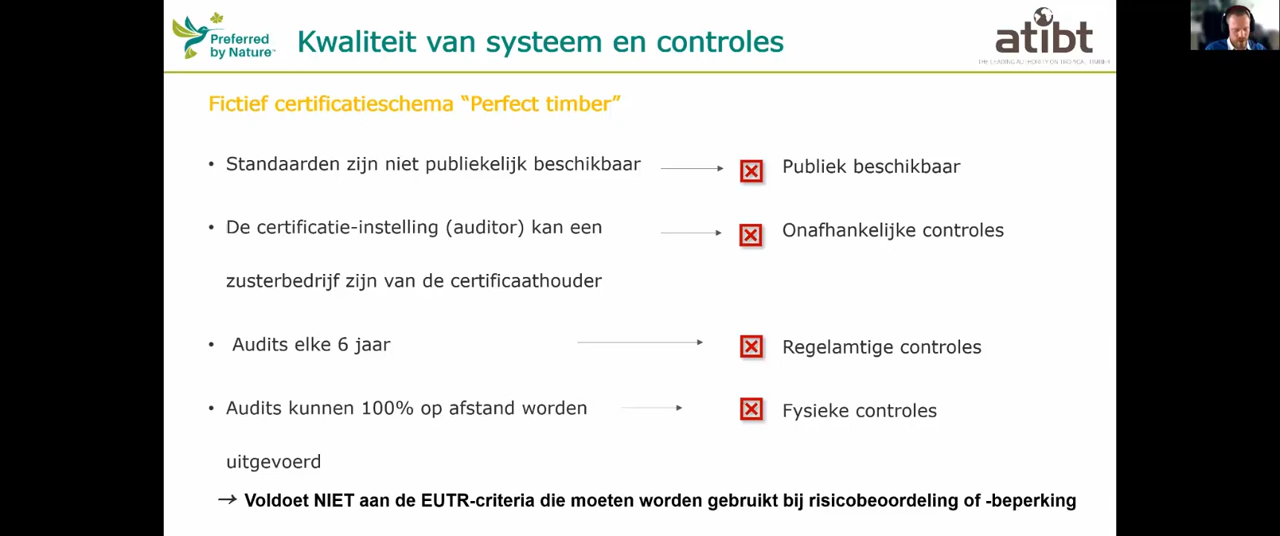 Preferred by Nature™
Kwaliteit van systeem en controles
atibt
THE LEADING AUTHORITY ON TROPICAL TIMBER
Fictief certificatieschema “Perfect timber”
• Standaarden zijn niet publiekelijk beschikbaar
Publiek beschikbaar
• De certificatie-instelling (auditor) kan een
zusterbedrijf zijn van de certificaathouder
Onafhankelijke controles
• Audits elke 6 jaar
Regelamtige controles
• Audits kunnen 100% op afstand worden
uitgevoerd
Fysieke controles
→ Voldoet NIET aan de EUTR-criteria die moeten worden gebruikt bij risicobeoordeling of -beperking